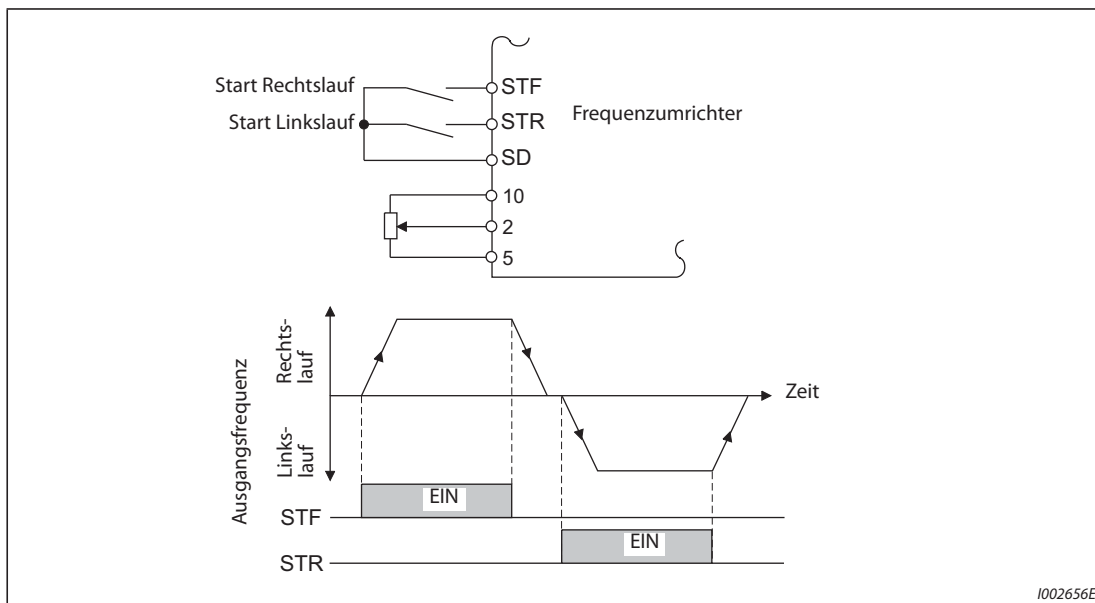 Start Rechtslauf
STF
Start Linkslauf
STR
Frequenzumrichter
SD
10
2
5
Ausgangsfrequenz
Rechts-
lauf
Links-
lauf
Zeit
EIN
STF
EIN
STR
I002656E